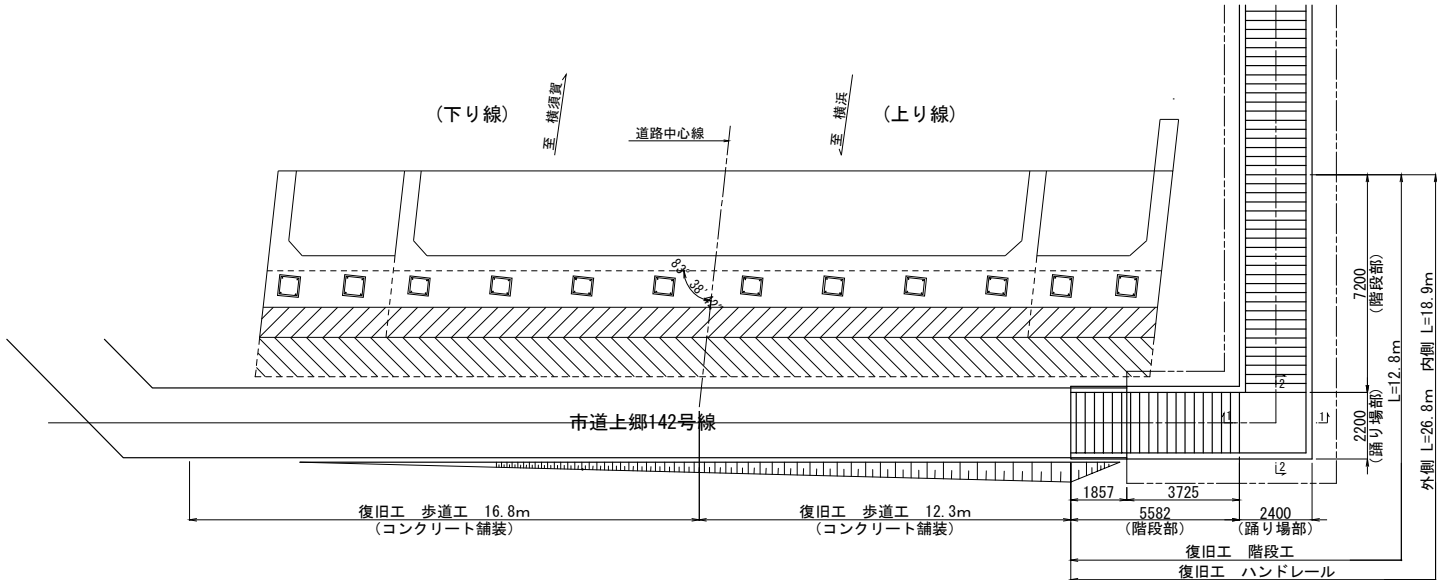 (下り線)
至 横須賀
道路中心線
至 横浜
(上り線)
83°38'42"
市道上郷142号線
2
2
1
1
7200
(階段部)
2200
(踊り場部)
L=12.8m
外側 L=26.8m 内側 L=18.9m
1857
3725
5582
(階段部)
2400
(踊り場部)
復旧工 歩道工 16.8m
(コンクリート舗装)
復旧工 歩道工 12.3m
(コンクリート舗装)
復旧工 階段工
復旧工 ハンドレール